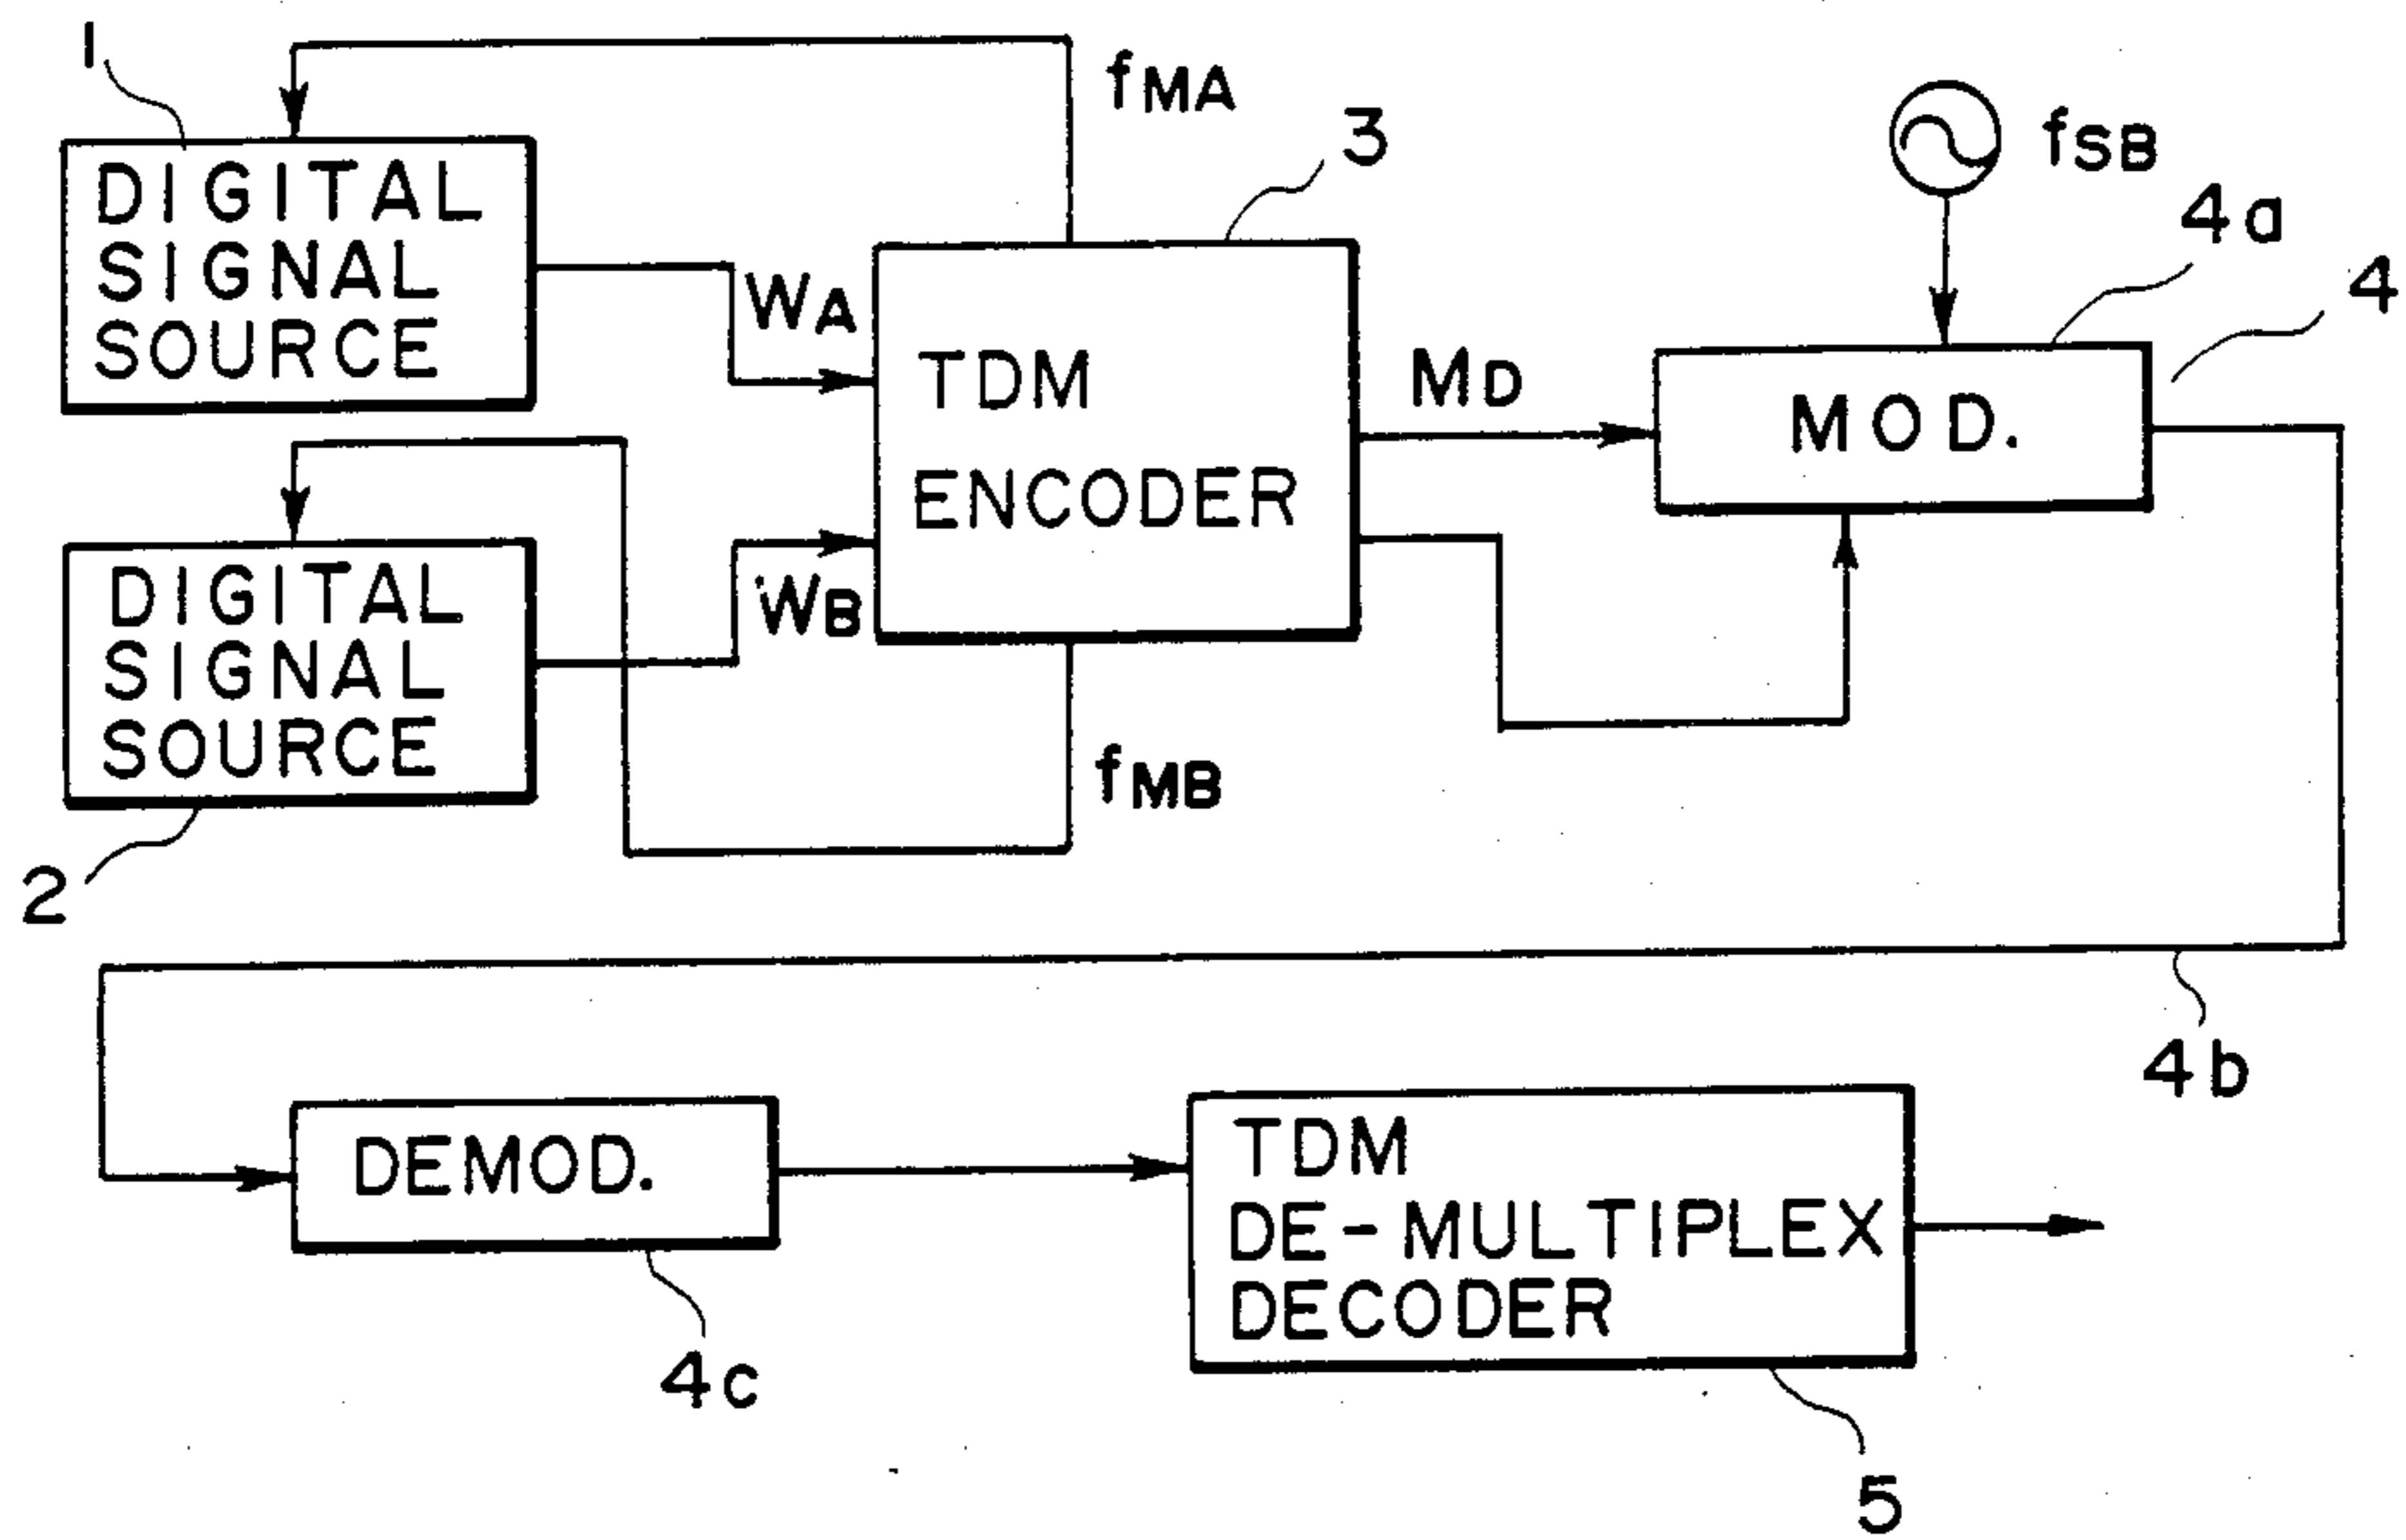 1
fMA
3
fSB
4a
4
DIGITAL
SIGNAL
SOURCE
WA
TDM
ENCODER
MD
MOD.
DIGITAL
SIGNAL
SOURCE
WB
fMB
2
4b
DEMOD.
TDM
DE-MULTIPLEX
DECODER
4c
5